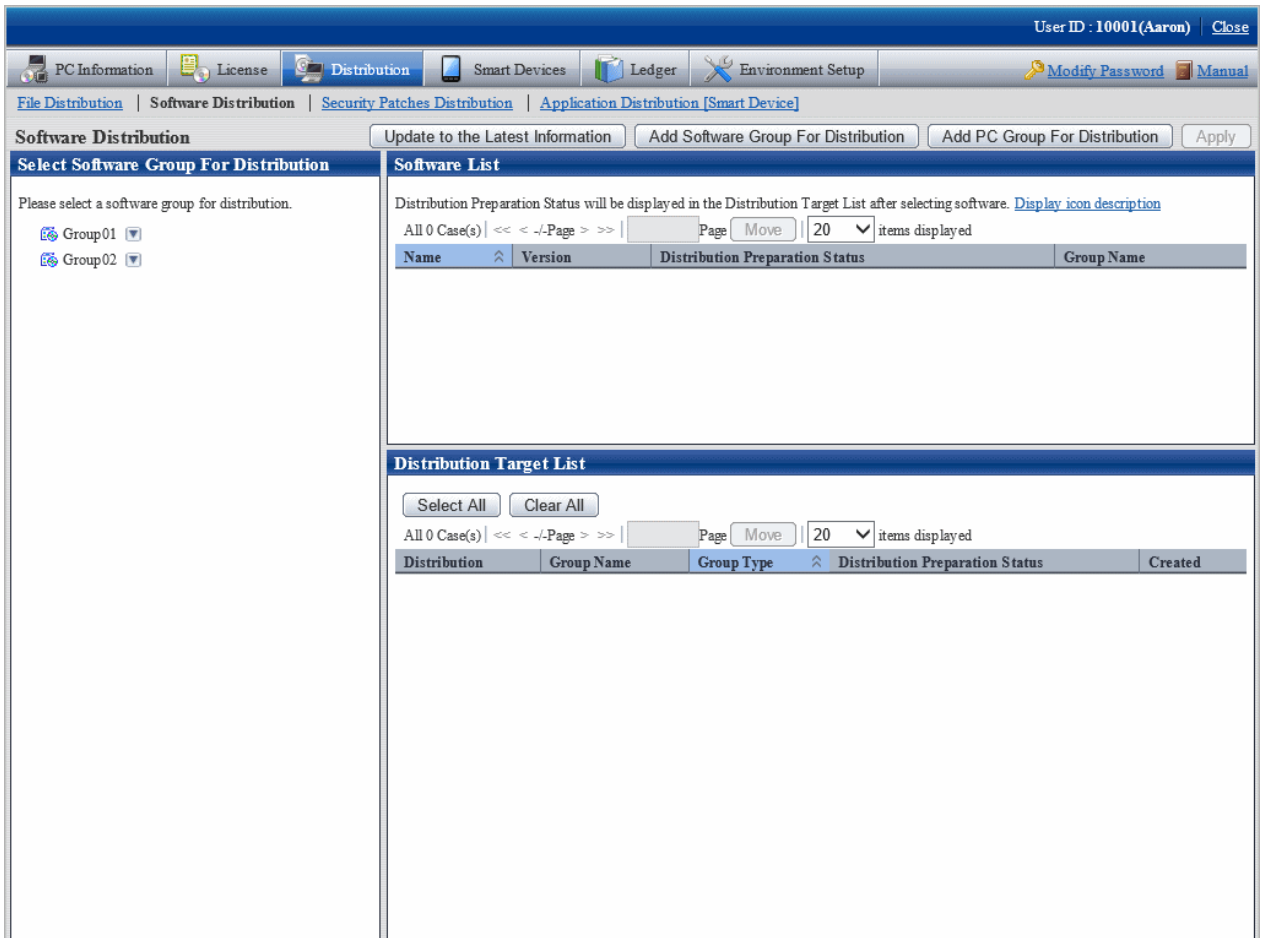 User ID : 10001(Aaron) Close
PC Information License Distribution Smart Devices Ledger Environment Setup Modify Password Manual
File Distribution | Software Distribution | Security Patches Distribution | Application Distribution [Smart Device]
Software Distribution Update to the Latest Information Add Software Group For Distribution Add PC Group For Distribution Apply
Select Software Group For Distribution
Please select a software group for distribution.
Group01
Group02
Software List
Distribution Preparation Status will be displayed in the Distribution Target List after selecting software. Display icon description
All 0 Case(s) | << < -/-Page > >> | Page Move | 20 items displayed
Name Version Distribution Preparation Status Group Name
Distribution Target List
Select All Clear All
All 0 Case(s) | << < -/-Page > >> | Page Move | 20 items displayed
Distribution Group Name Group Type Distribution Preparation Status Created